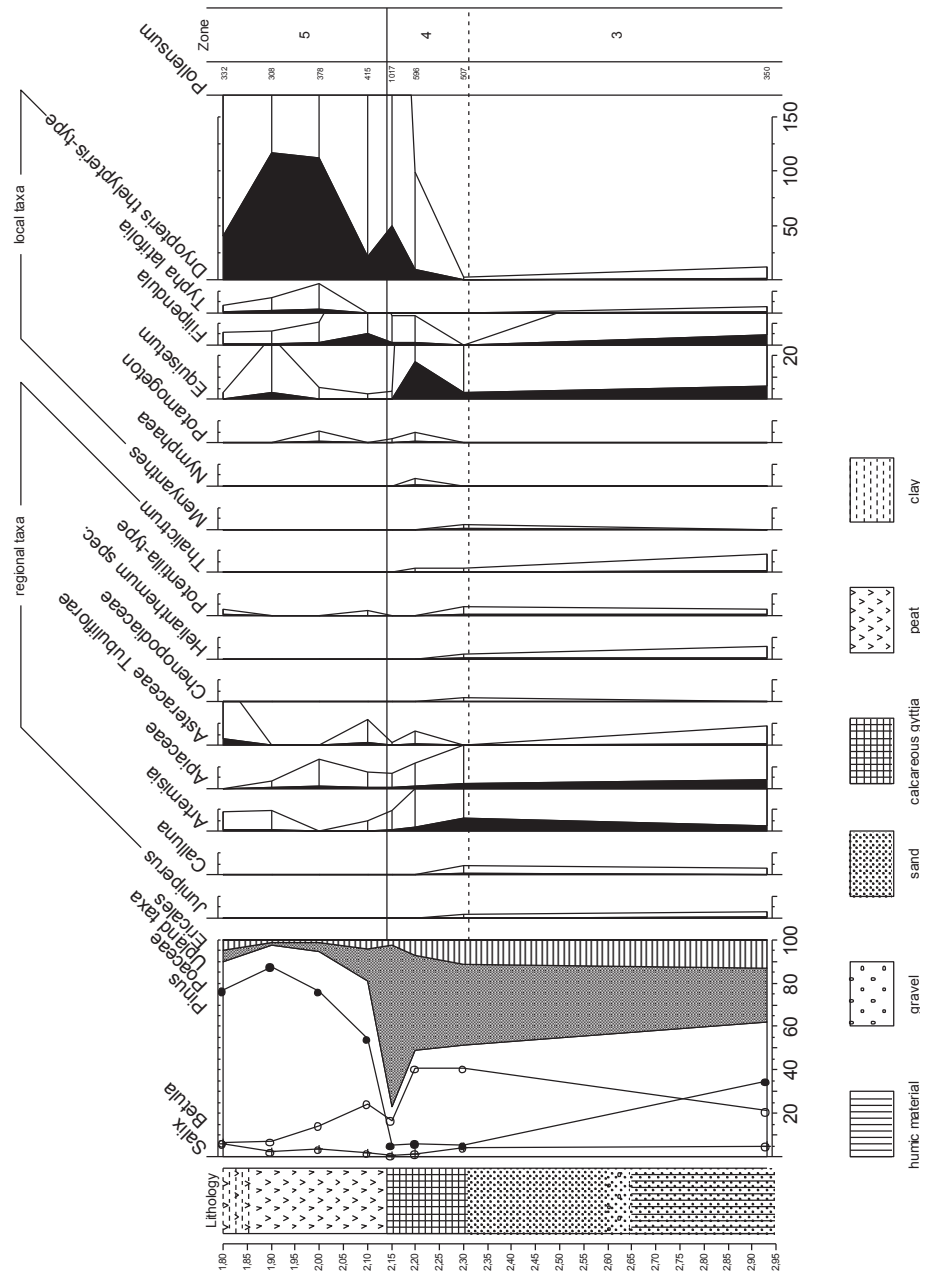 Zone
5
4
3
Pollensum
332
308
378
415
1017
596
507
350
local taxa
regional taxa
Dryopteris thelypteris-type
Typha latifolia
Filipendula
Equisetum
Potamogeton
Nymphaea
Menyanthes
Thalictrum
Potentilla-type
Helianthemum spec.
Chenopodiaceae
Asteraceae Tubuliflorae
Apiaceae
Artemisia
Calluna
Juniperus
Ericales
Upland taxa
Poaceae
Pinus
Betula
Salix
Lithology
50
100
150
20
20
40
60
80
100
1,80
1,85
1,90
1,95
2,00
2,05
2,10
2,15
2,20
2,25
2,30
2,35
2,40
2,45
2,50
2,55
2,60
2,65
2,70
2,75
2,80
2,85
2,90
2,95
clay
peat
calcareous gyttia
sand
gravel
humic material